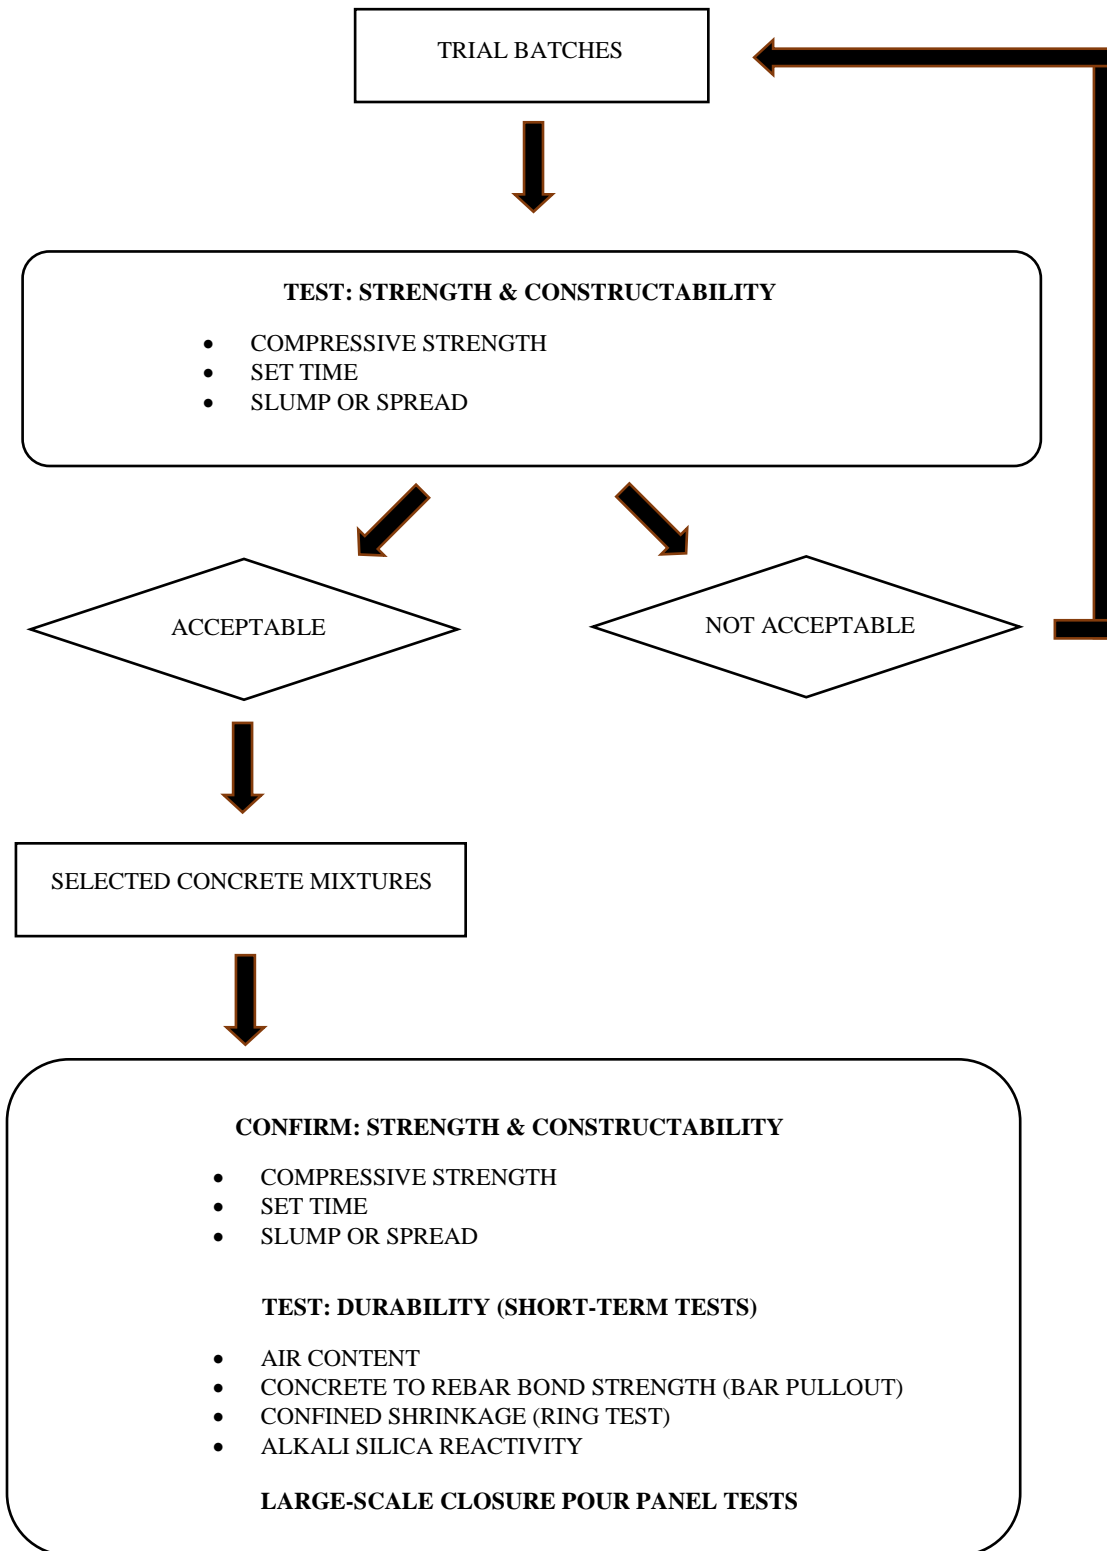 TRIAL BATCHES
TEST: STRENGTH & CONSTRUCTABILITY
• COMPRESSIVE STRENGTH
• SET TIME
• SLUMP OR SPREAD
ACCEPTABLE
NOT ACCEPTABLE
SELECTED CONCRETE MIXTURES
CONFIRM: STRENGTH & CONSTRUCTABILITY
• COMPRESSIVE STRENGTH
• SET TIME
• SLUMP OR SPREAD
TEST: DURABILITY (SHORT-TERM TESTS)
• AIR CONTENT
• CONCRETE TO REBAR BOND STRENGTH (BAR PULLOUT)
• CONFINED SHRINKAGE (RING TEST)
• ALKALI SILICA REACTIVITY
LARGE-SCALE CLOSURE POUR PANEL TESTS